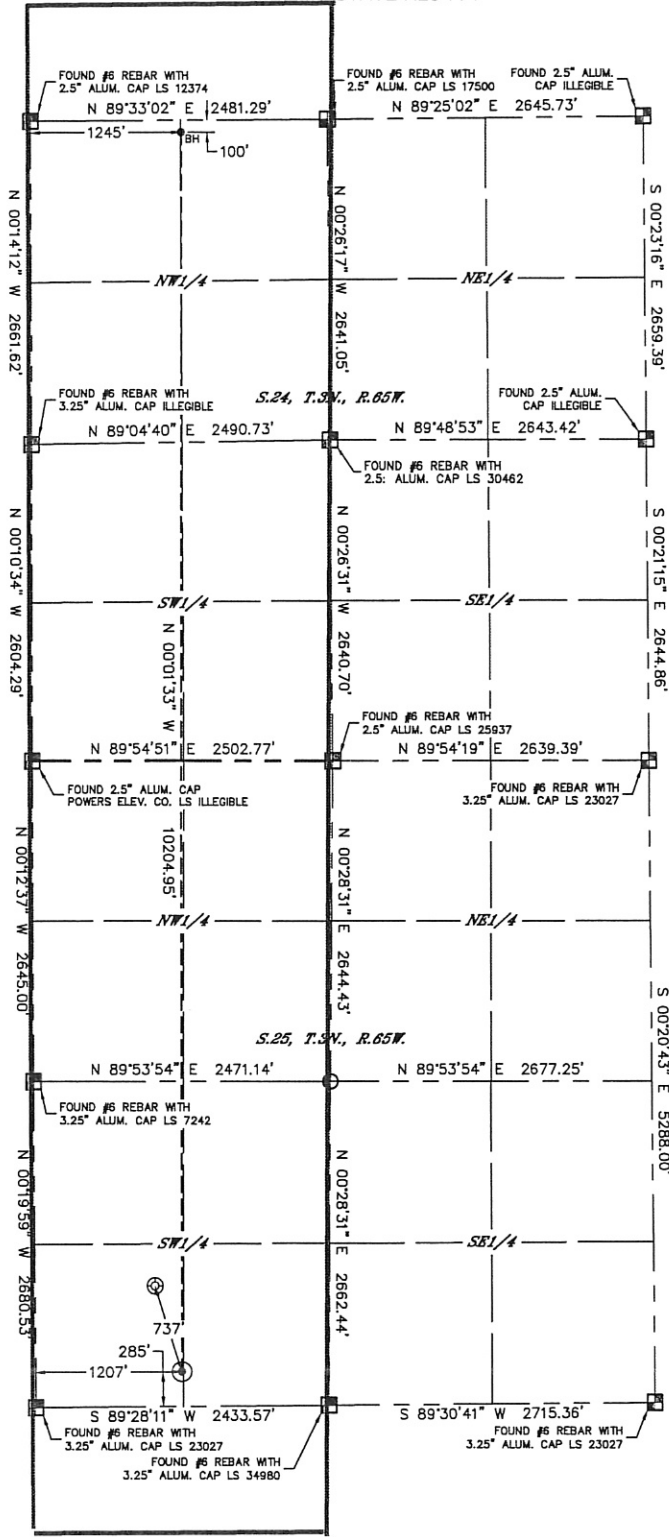 FOUND #6 REBAR WITH
2.5" ALUM. CAP LS 12374
FOUND #6 REBAR WITH
2.5" ALUM. CAP LS 17500
FOUND 2.5" ALUM.
CAP ILLEGIBLE
N 89°33'02" E 2481.29'
N 89°25'02" E 2645.73'
1245'
BH
100'
N 00°14'12" W 2661.62'
N 00°26'17" W 2641.05'
S 00°23'16" E 2659.39'
NW1/4
NE1/4
FOUND #6 REBAR WITH
3.25" ALUM. CAP ILLEGIBLE
S.24, T.5N., R.65W.
FOUND 2.5" ALUM.
CAP ILLEGIBLE
N 89°04'40" E 2490.73'
N 89°48'53" E 2643.42'
FOUND #6 REBAR WITH
2.5: ALUM. CAP LS 30462
N 00°10'34" W 2604.29'
N 00°26'31" W 2640.70'
S 00°21'15" E 2644.86'
SW1/4
SE1/4
N 00°01'33" W 10204.95'
FOUND #6 REBAR WITH
2.5" ALUM. CAP LS 25937
N 89°54'51" E 2502.77'
N 89°54'19" E 2639.39'
FOUND 2.5" ALUM. CAP
POWERS ELEV. CO. LS ILLEGIBLE
FOUND #6 REBAR WITH
3.25" ALUM. CAP LS 23027
N 00°12'37" W 2645.00'
N 00°28'31" E 2644.43'
NW1/4
NE1/4
S 00°20'43" E 5288.00'
S.25, T.5N., R.65W.
N 89°53'54" E 2471.14'
N 89°53'54" E 2677.25'
FOUND #6 REBAR WITH
3.25" ALUM. CAP LS 7242
N 00°19'59" W 2680.53'
N 00°28'31" E 2662.44'
SW1/4
SE1/4
737'
285'
1207'
S 89°28'11" W 2433.57'
S 89°30'41" W 2715.36'
FOUND #6 REBAR WITH
3.25" ALUM. CAP LS 23027
FOUND #6 REBAR WITH
3.25" ALUM. CAP LS 34980
FOUND #6 REBAR WITH
3.25" ALUM. CAP LS 23027